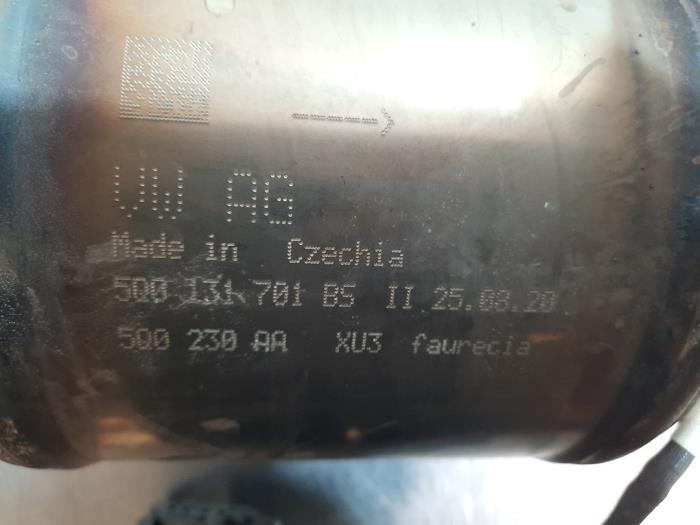 VW AG
Made in Czechia
5Q0 131 701 BS II 25.08.20
5Q0 230 AA XU3 faurecia